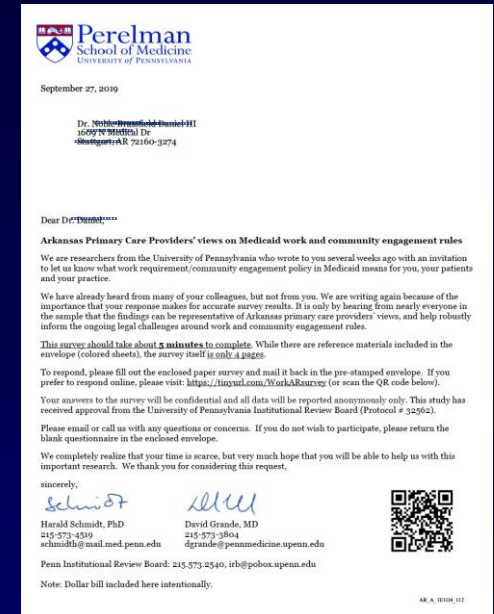 Perelman
School of Medicine
UNIVERSITY of PENNSYLVANIA
September 27, 2019
Dr.
Medical Dr
AR 72160-3274
Dear Dr.
Arkansas Primary Care Providers' views on Medicaid work and community engagement rules
We are researchers from the University of Pennsylvania who wrote to you several weeks ago with an invitation
to let us know what work requirement/community engagement policy in Medicaid means for you, your patients
and your practice.
We have already heard from many of your colleagues, but not from you. We are writing again because of the
importance that your response makes for accurate survey results. It is only by hearing from nearly everyone in
the sample that the findings can be representative of Arkansas primary care providers' views, and help robustly
inform the ongoing legal challenges around work and community engagement rules.
This survey should take about 5 minutes to complete. While there are reference materials included in the
envelope (colored sheets), the survey itself is only 4 pages.
To respond, please fill out the enclosed paper survey and mail it back in the pre-stamped envelope. If you
prefer to respond online, please visit: https://tinyurl.com/WorkARsurvey (or scan the QR code below).
Your answers to the survey will be confidential and all data will be reported anonymously only. This study has
received approval from the University of Pennsylvania Institutional Review Board (Protocol # 32562).
Please email or call us with any questions or concerns. If you do not wish to participate, please return the
blank questionnaire in the enclosed envelope.
We completely realize that your time is scarce, but very much hope that you will be able to help us with this
important research. We thank you for considering this request,
sincerely,
Schmidt
Harald Schmidt, PhD David Grande, MD
215-573-4519 215-573-3804
schmidth@mail.med.penn.edu dgrande@pennmedicine.upenn.edu
Penn Institutional Review Board: 215.573.2540, irb@pobox.upenn.edu
Note: Dollar bill included here intentionally.